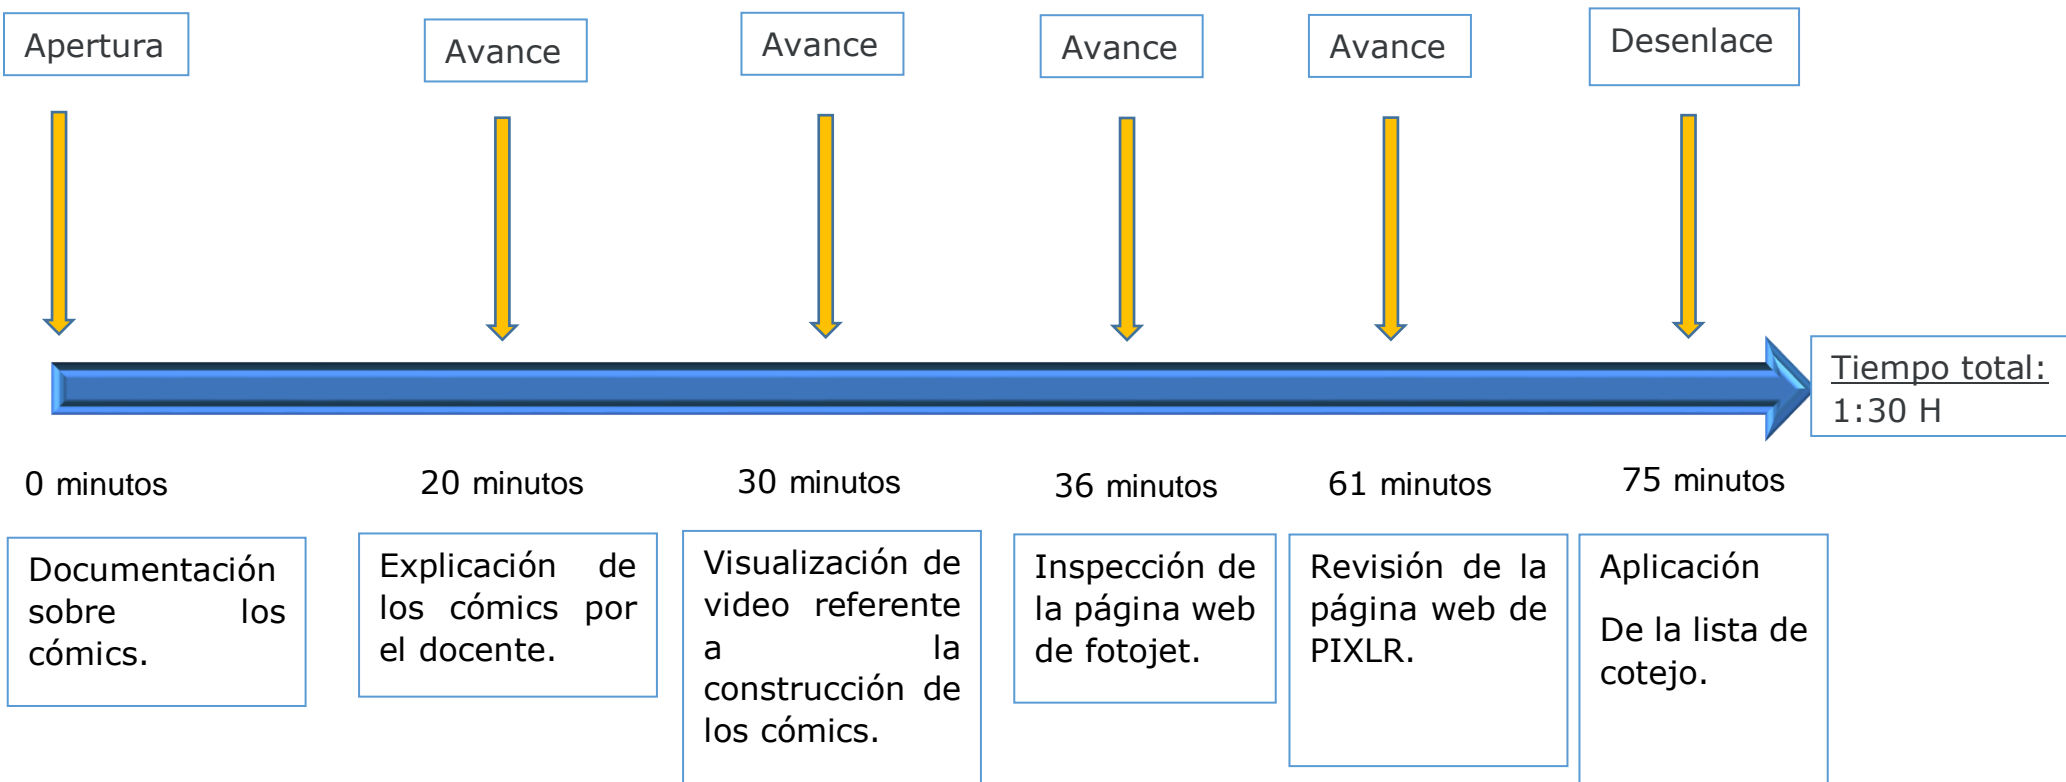 Apertura
Avance
Avance
Avance
Avance
Desenlace
Tiempo total:
1:30 H
0 minutos
20 minutos
30 minutos
36 minutos
61 minutos
75 minutos
Documentación
sobre los
cómics.
Explicación de
los cómics por
el docente.
Visualización de
video referente
a la
construcción de
los cómics.
Inspección de
la página web
de fotojet.
Revisión de la
página web de
PIXLR.
Aplicación
De la lista de
cotejo.